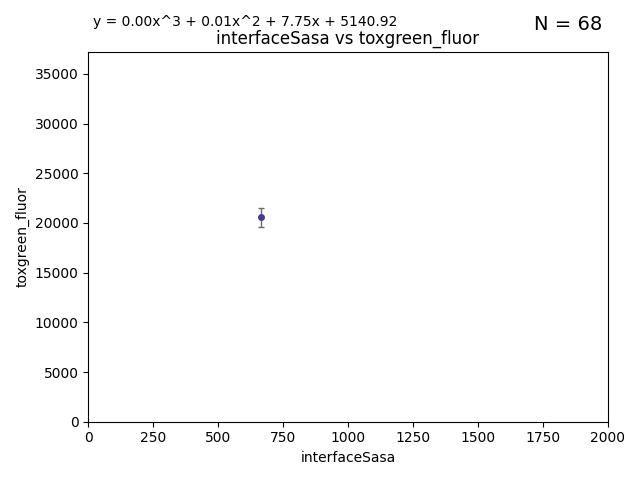 y = 0.00x^3 + 0.01x^2 + 7.75x + 5140.92
N = 68
interfaceSasa vs toxgreen_fluor
35000
30000
25000
20000
15000
10000
5000
0
toxgreen_fluor
0 250 500 750 1000 1250 1500 1750 2000
interfaceSasa